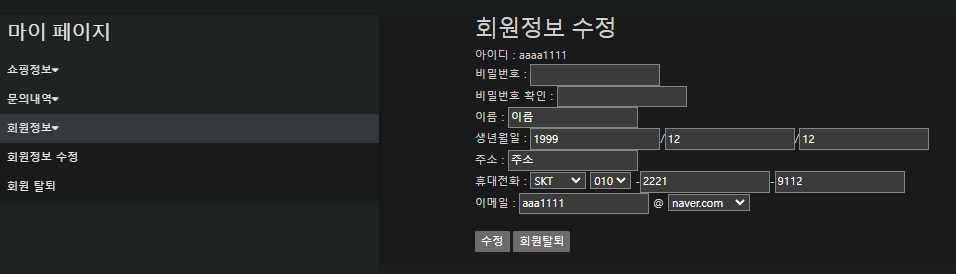 마이 페이지
쇼핑정보▾
문의내역▾
회원정보▾
회원정보 수정
회원 탈퇴
회원정보 수정
아이디 : aaaa1111
비밀번호 :
비밀번호 확인 :
이름 : 이름
생년월일 : 1999 / 12 / 12
주소 : 주소
휴대전화 : SKT 010 - 2221 - 9112
이메일 : aaa1111 @ naver.com
수정 회원탈퇴